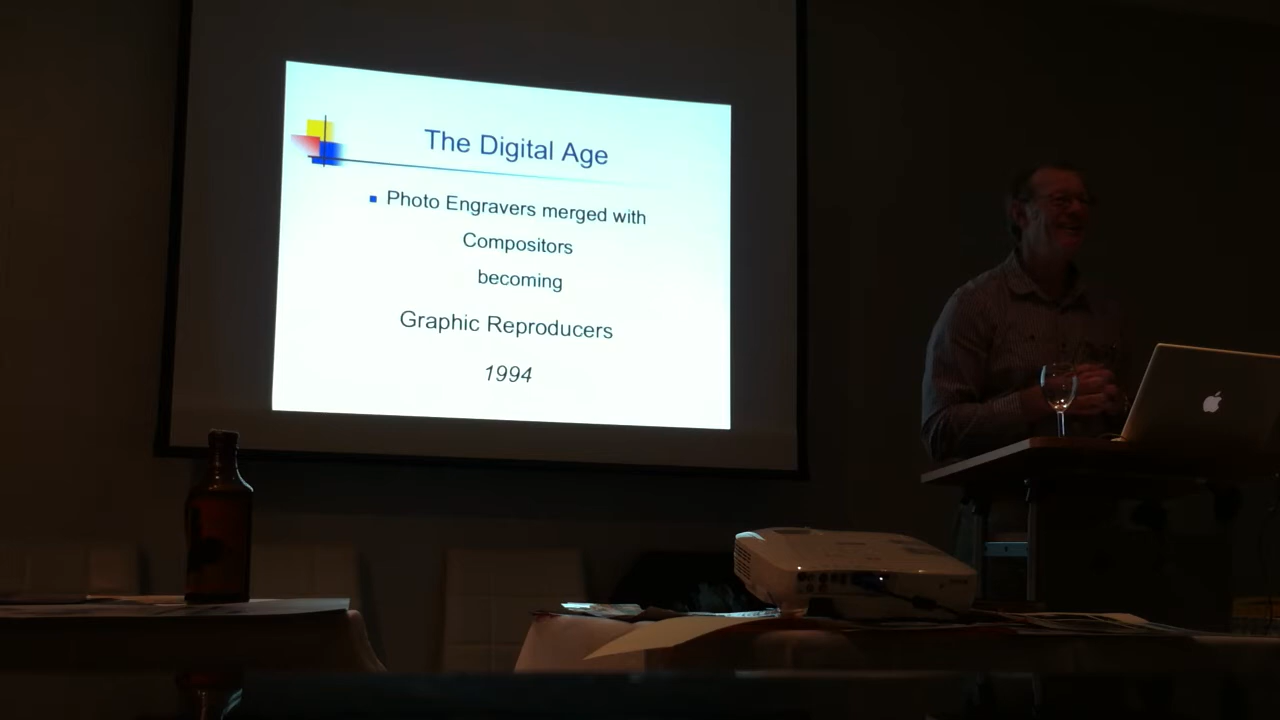 The Digital Age
Photo Engravers merged with
Compositors
becoming
Graphic Reproducers
1994